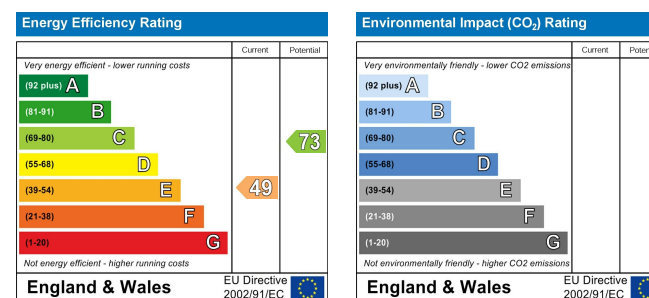 Energy Efficiency Rating
Current Potential
Very energy efficient - lower running costs
(92 plus) A
(81-91) B
(69-80) C
73
(55-68) D
(39-54) E
49
(21-38) F
(1-20) G
Not energy efficient - higher running costs
England & Wales
EU Directive
2002/91/EC
Environmental Impact (CO₂) Rating
Current Poten
Very environmentally friendly - lower CO2 emissions
(92 plus) A
(81-91) B
(69-80) C
(55-68) D
(39-54) E
(21-38) F
(1-20) G
Not environmentally friendly - higher CO2 emissions
England & Wales
EU Directive
2002/91/EC